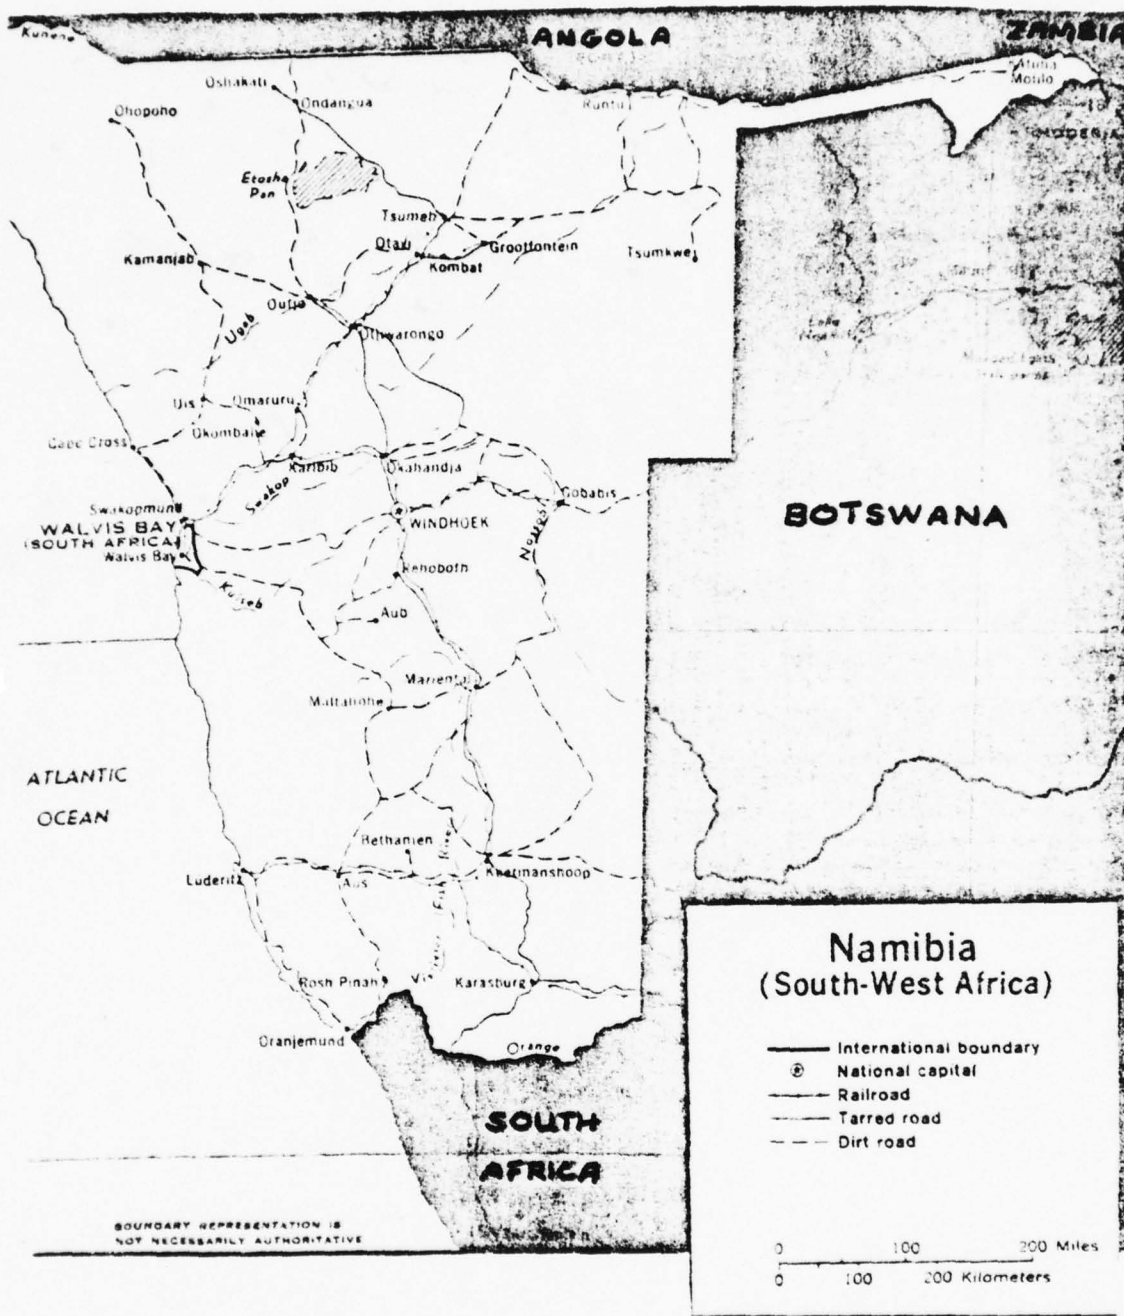 Kunene
ANGOLA
ZAMBIA
Oshakati
Ondangua
Ohopoho
Runtu
Motilo
Etosha
Pan
Tsumeb
Otavi
Grootfontein
Kombat
Tsumkwe
Kamanjab
Outjo
Ugab
Othwarongo
Lake
Uis
Omaruru
Okombahe
Cape Cross
Karibib
Okahandja
Swakop
Gobabis
Nossob
Swakopmund
WALVIS BAY
(SOUTH AFRICA)
Walvis Bay
WINDHOEK
BOTSWANA
Rehoboth
Kuiseb
Aub
Mariental
Maltahohe
ATLANTIC
OCEAN
Bethanien
Luderitz
Aus
Keetmanshoop
Rosh Pinah
Karasburg
Oranjemund
Orange
SOUTH
AFRICA
Namibia
(South-West Africa)
International boundary
National capital
Railroad
Tarred road
Dirt road
BOUNDARY REPRESENTATION IS
NOT NECESSARILY AUTHORITATIVE
0 100 200 Miles
0 100 200 Kilometers